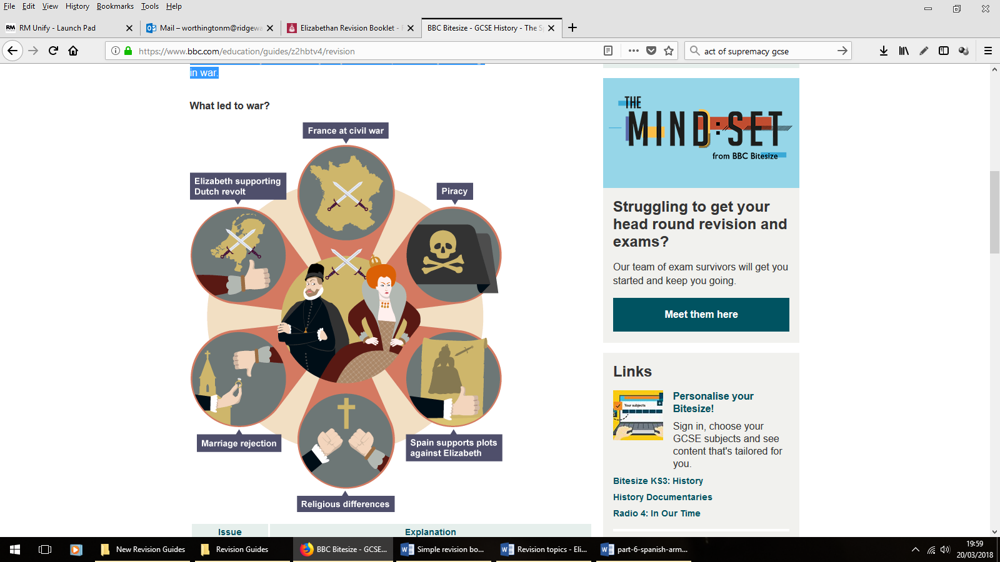 File Edit View History Bookmarks Tools Help
RM Unify - Launch Pad
Mail – worthingtonm@ridgewa
Elizabethan Revision Booklet -
BBC Bitesize - GCSE History - The S
https://www.bbc.com/education/guides/z2hbtv4/revision
act of supremacy gcse
in war.
What led to war?
France at civil war
Elizabeth supporting
Dutch revolt
Piracy
Marriage rejection
Spain supports plots
against Elizabeth
Religious differences
Issue
Explanation
THE
MIND:SET
from BBC Bitesize
Struggling to get your
head round revision and
exams?
Our team of exam survivors will get you
started and keep you going.
Meet them here
Links
Your subjects
Personalise your
Bitesize!
Sign in, choose your
GCSE subjects and see
content that's tailored for
you.
Bitesize KS3: History
History Documentaries
Radio 4: In Our Time
New Revision Guides
Revision Guides
BBC Bitesize - GCSE...
Simple revision bo...
Revision topics - Eli...
part-6-spanish-arm...
19:59
20/03/2018